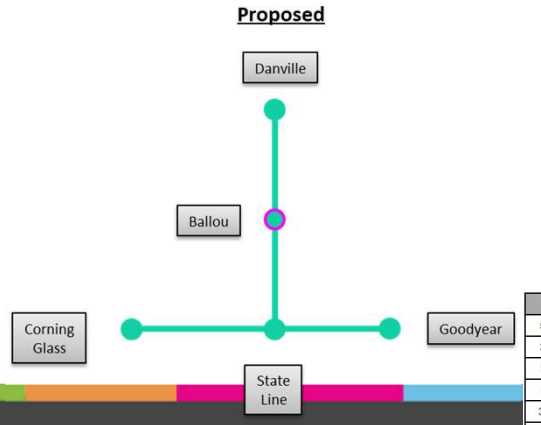 Proposed
Danville
Ballou
Corning
Glass
Goodyear
State
Line